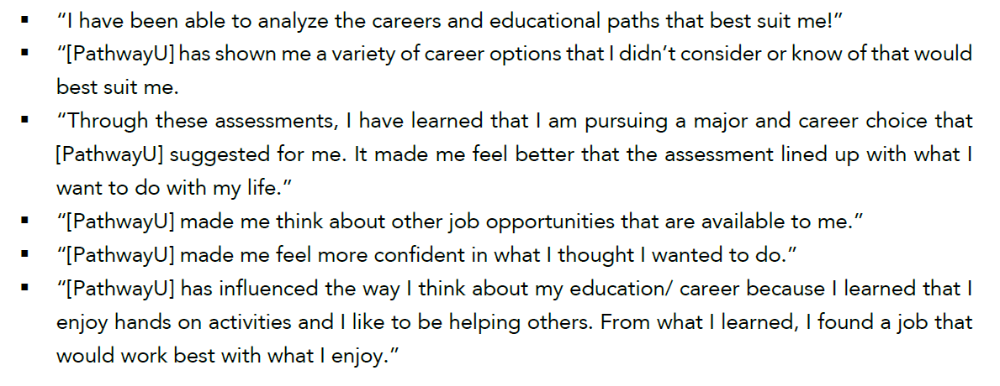 ▪ “I have been able to analyze the careers and educational paths that best suit me!”
▪ “[PathwayU] has shown me a variety of career options that I didn’t consider or know of that would
best suit me.
▪ “Through these assessments, I have learned that I am pursuing a major and career choice that
[PathwayU] suggested for me. It made me feel better that the assessment lined up with what I
want to do with my life.”
▪ “[PathwayU] made me think about other job opportunities that are available to me.”
▪ “[PathwayU] made me feel more confident in what I thought I wanted to do.”
▪ “[PathwayU] has influenced the way I think about my education/ career because I learned that I
enjoy hands on activities and I like to be helping others. From what I learned, I found a job that
would work best with what I enjoy.”